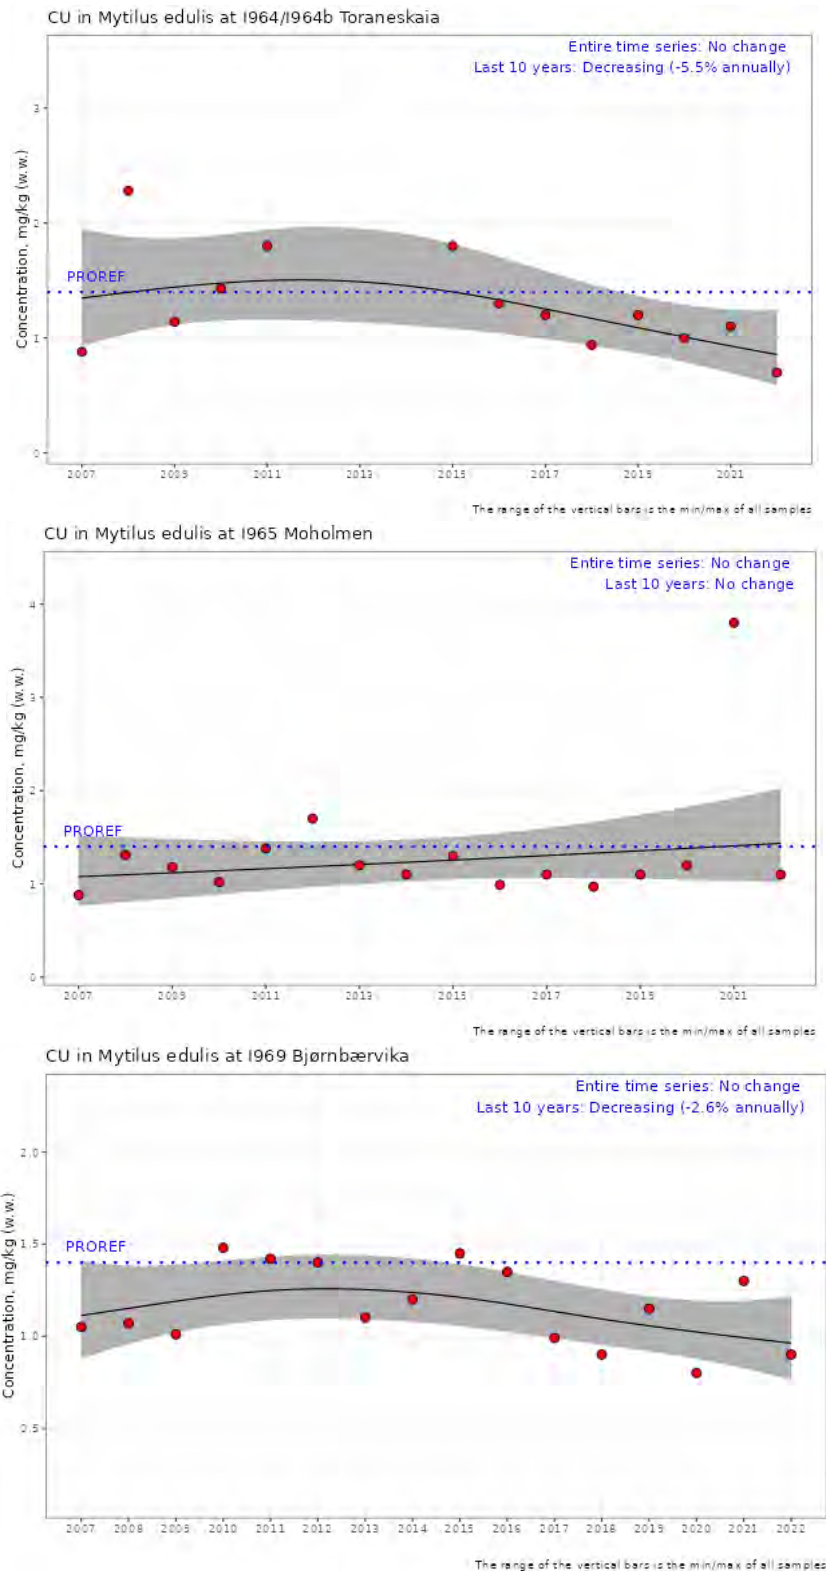 CU in Mytilus edulis at I964/I964b Toraneskaia
Entire time series: No change
Last 10 years: Decreasing (-5.5% annually)
Concentration, mg/kg (w.w.)
3
2
1
0
PROREF
2007 2009 2011 2013 2015 2017 2019 2021
The range of the vertical bars is the min/max of all samples
CU in Mytilus edulis at I965 Moholmen
Entire time series: No change
Last 10 years: No change
Concentration, mg/kg (w.w.)
4
3
2
1
0
PROREF
2007 2009 2011 2013 2015 2017 2019 2021
The range of the vertical bars is the min/max of all samples
CU in Mytilus edulis at I969 Bjørnbærvika
Entire time series: No change
Last 10 years: Decreasing (-2.6% annually)
Concentration, mg/kg (w.w.)
2.0
1.5
1.0
0.5
PROREF
2007 2008 2009 2010 2011 2012 2013 2014 2015 2016 2017 2018 2019 2020 2021 2022
The range of the vertical bars is the min/max of all samples